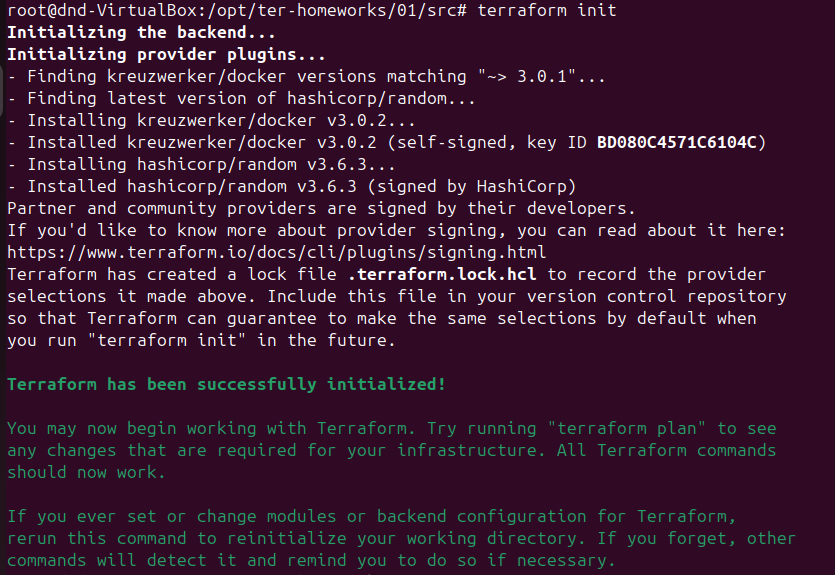 root@dnd-VirtualBox:/opt/ter-homeworks/01/src# terraform init
Initializing the backend...
Initializing provider plugins...
- Finding kreuzwerker/docker versions matching "~> 3.0.1"...
- Finding latest version of hashicorp/random...
- Installing kreuzwerker/docker v3.0.2...
- Installed kreuzwerker/docker v3.0.2 (self-signed, key ID BD080C4571C6104C)
- Installing hashicorp/random v3.6.3...
- Installed hashicorp/random v3.6.3 (signed by HashiCorp)
Partner and community providers are signed by their developers.
If you'd like to know more about provider signing, you can read about it here:
https://www.terraform.io/docs/cli/plugins/signing.html
Terraform has created a lock file .terraform.lock.hcl to record the provider
selections it made above. Include this file in your version control repository
so that Terraform can guarantee to make the same selections by default when
you run "terraform init" in the future.
Terraform has been successfully initialized!
You may now begin working with Terraform. Try running "terraform plan" to see
any changes that are required for your infrastructure. All Terraform commands
should now work.
If you ever set or change modules or backend configuration for Terraform,
rerun this command to reinitialize your working directory. If you forget, other
commands will detect it and remind you to do so if necessary.